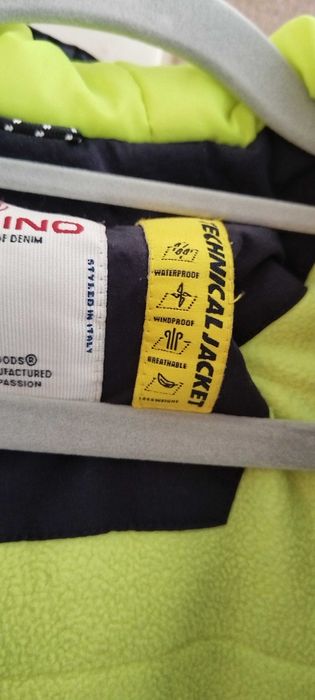 INO
OF DENIM
STYLED IN ITALY
OODS®
UFACTURED
PASSION
TECHNICAL JACKET
WATERPROOF
WINDPROOF
BREATHABLE